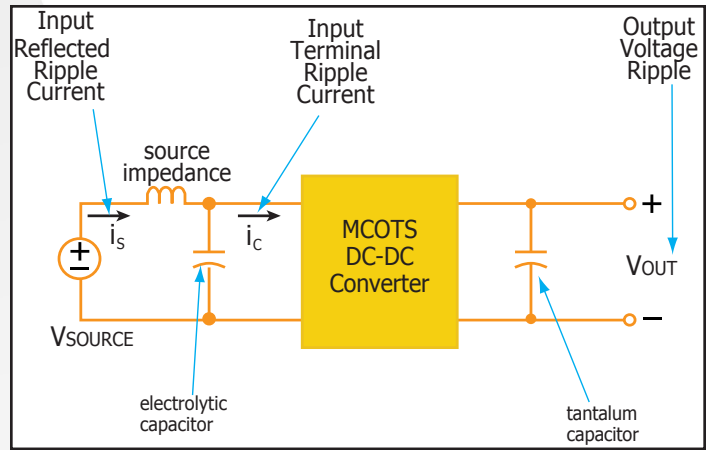 Input
Reflected
Ripple
Current
Input
Terminal
Ripple
Current
Output
Voltage
Ripple
source
impedance
iS
iC
+
−
VSOURCE
MCOTS
DC-DC
Converter
+
VOUT
−
electrolytic
capacitor
tantalum
capacitor